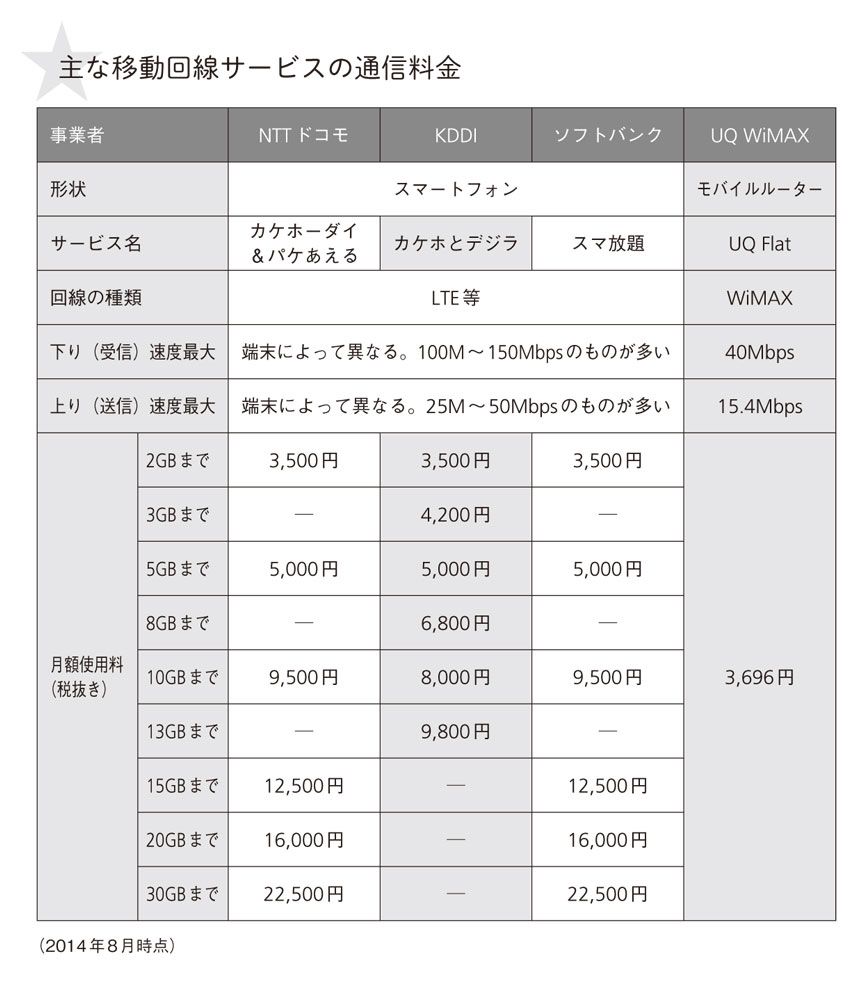 主な移動回線サービスの通信料金
事業者 NTTドコモ KDDI ソフトバンク UQ WiMAX
形状 スマートフォン モバイルルーター
サービス名 カケホーダイ
&パケあえる カケホとデジラ スマ放題 UQ Flat
回線の種類 LTE等 WiMAX
下り（受信）速度最大 端末によって異なる。100M～150Mbpsのものが多い 40Mbps
上り（送信）速度最大 端末によって異なる。25M～50Mbpsのものが多い 15.4Mbps
月額使用料
（税抜き）
2GBまで 3,500円 3,500円 3,500円
3GBまで ― 4,200円 ―
5GBまで 5,000円 5,000円 5,000円
8GBまで ― 6,800円 ―
10GBまで 9,500円 8,000円 9,500円 3,696円
13GBまで ― 9,800円 ―
15GBまで 12,500円 ― 12,500円
20GBまで 16,000円 ― 16,000円
30GBまで 22,500円 ― 22,500円
（2014年8月時点）